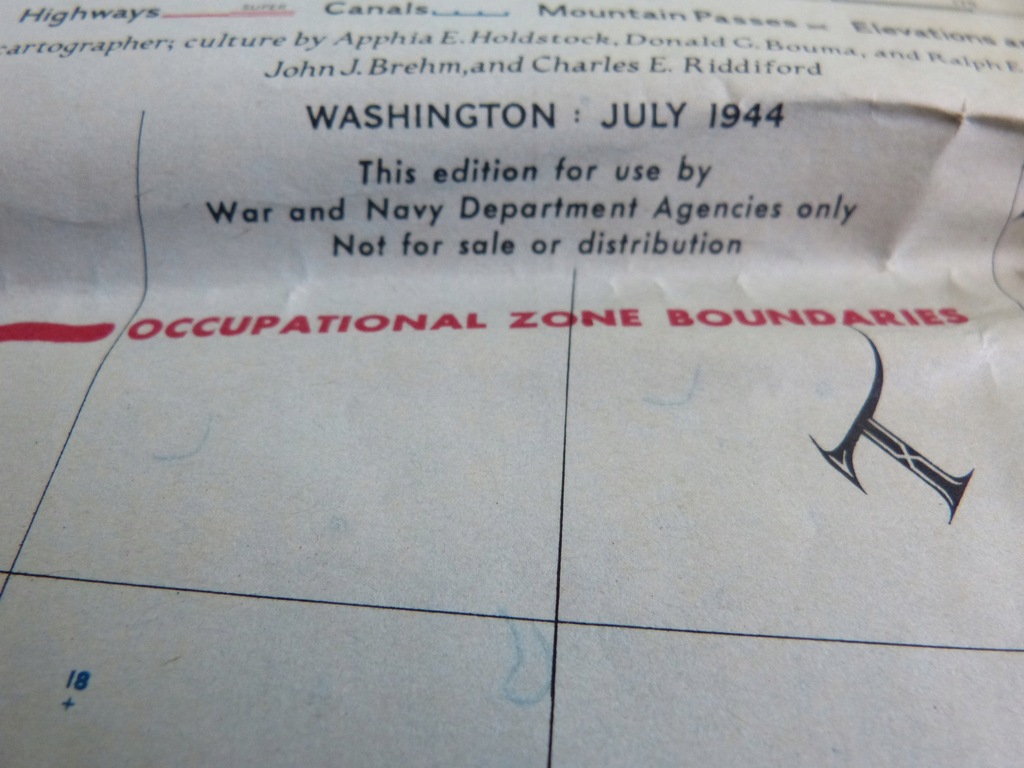 Highways SUPER Canals Mountain Passes Elevations
cartographer; culture by Apphia E. Holdstock, Donald G. Bouma, and Ralph E.
John J. Brehm, and Charles E. Riddiford
WASHINGTON : JULY 1944
This edition for use by
War and Navy Department Agencies only
Not for sale or distribution
OCCUPATIONAL ZONE BOUNDARIES
T
18
+